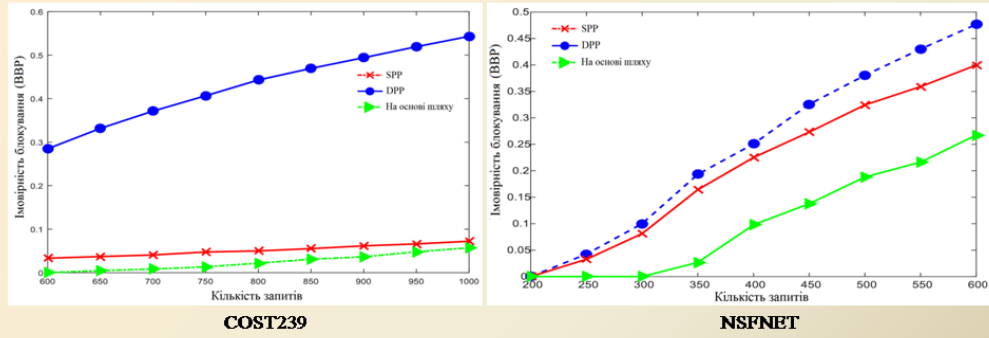 Імовірність блокування (BBP)
0.6
0.5
0.4
0.3
0.2
0.1
0
SPP
DPP
На основі шляху
600 650 700 750 800 850 900 950 1000
Кількість запитів
COST239
Імовірність блокування (BBP)
0.5
0.45
0.4
0.35
0.3
0.25
0.2
0.15
0.1
0.05
0
SPP
DPP
На основі шляху
200 250 300 350 400 450 500 550 600
Кількість запитів
NSFNET